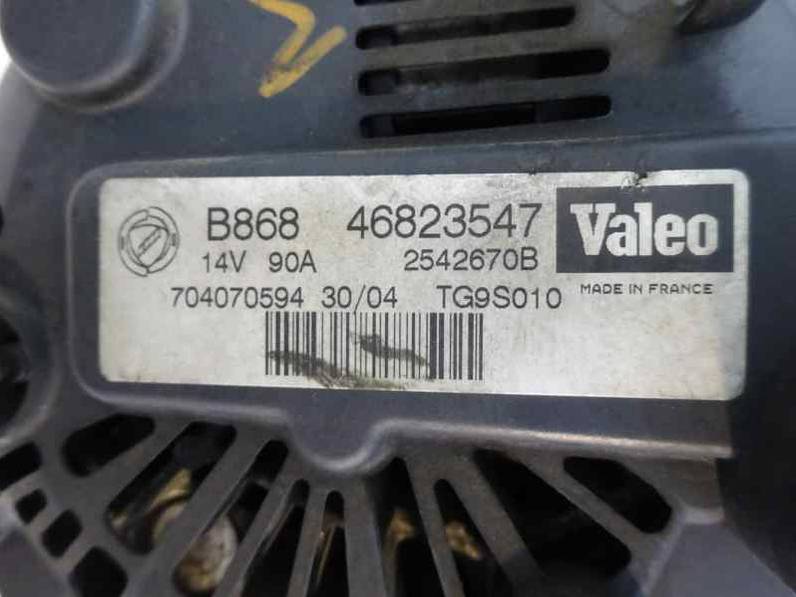 B868 46823547 Valeo
14V 90A 2542670B
704070594 30/04 TG9S010 MADE IN FRANCE